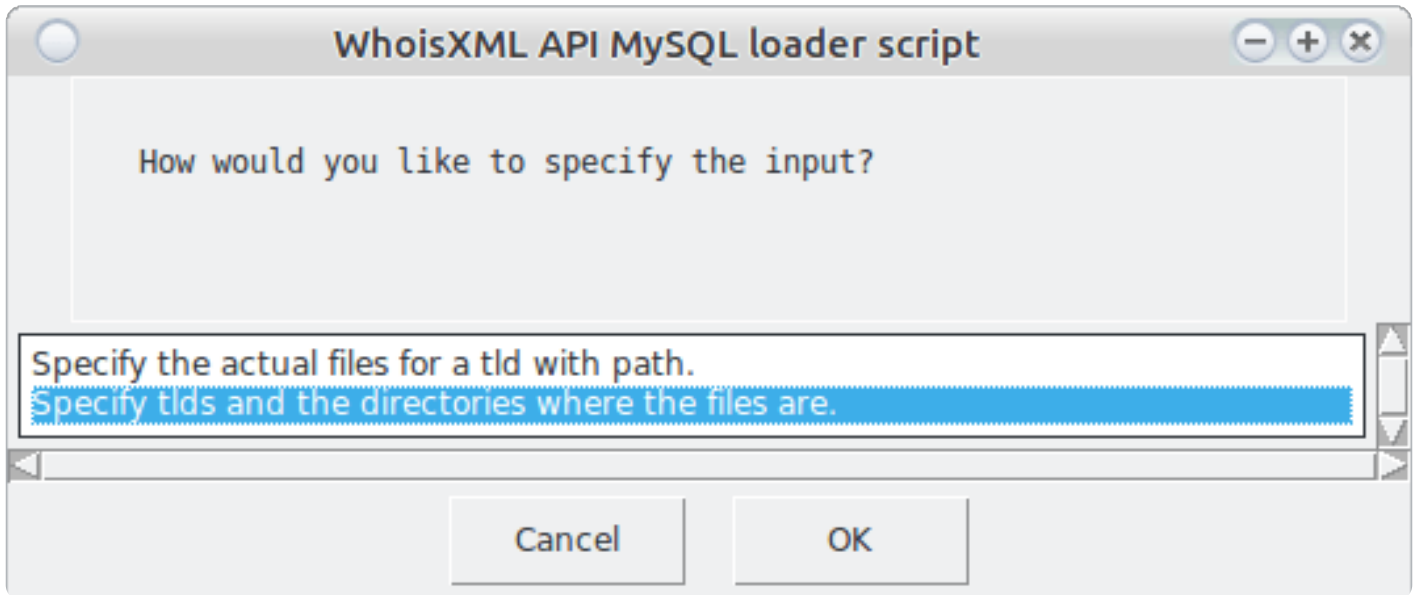 WhoisXML API MySQL loader script
How would you like to specify the input?
Specify the actual files for a tld with path.
Specify tlds and the directories where the files are.
Cancel OK